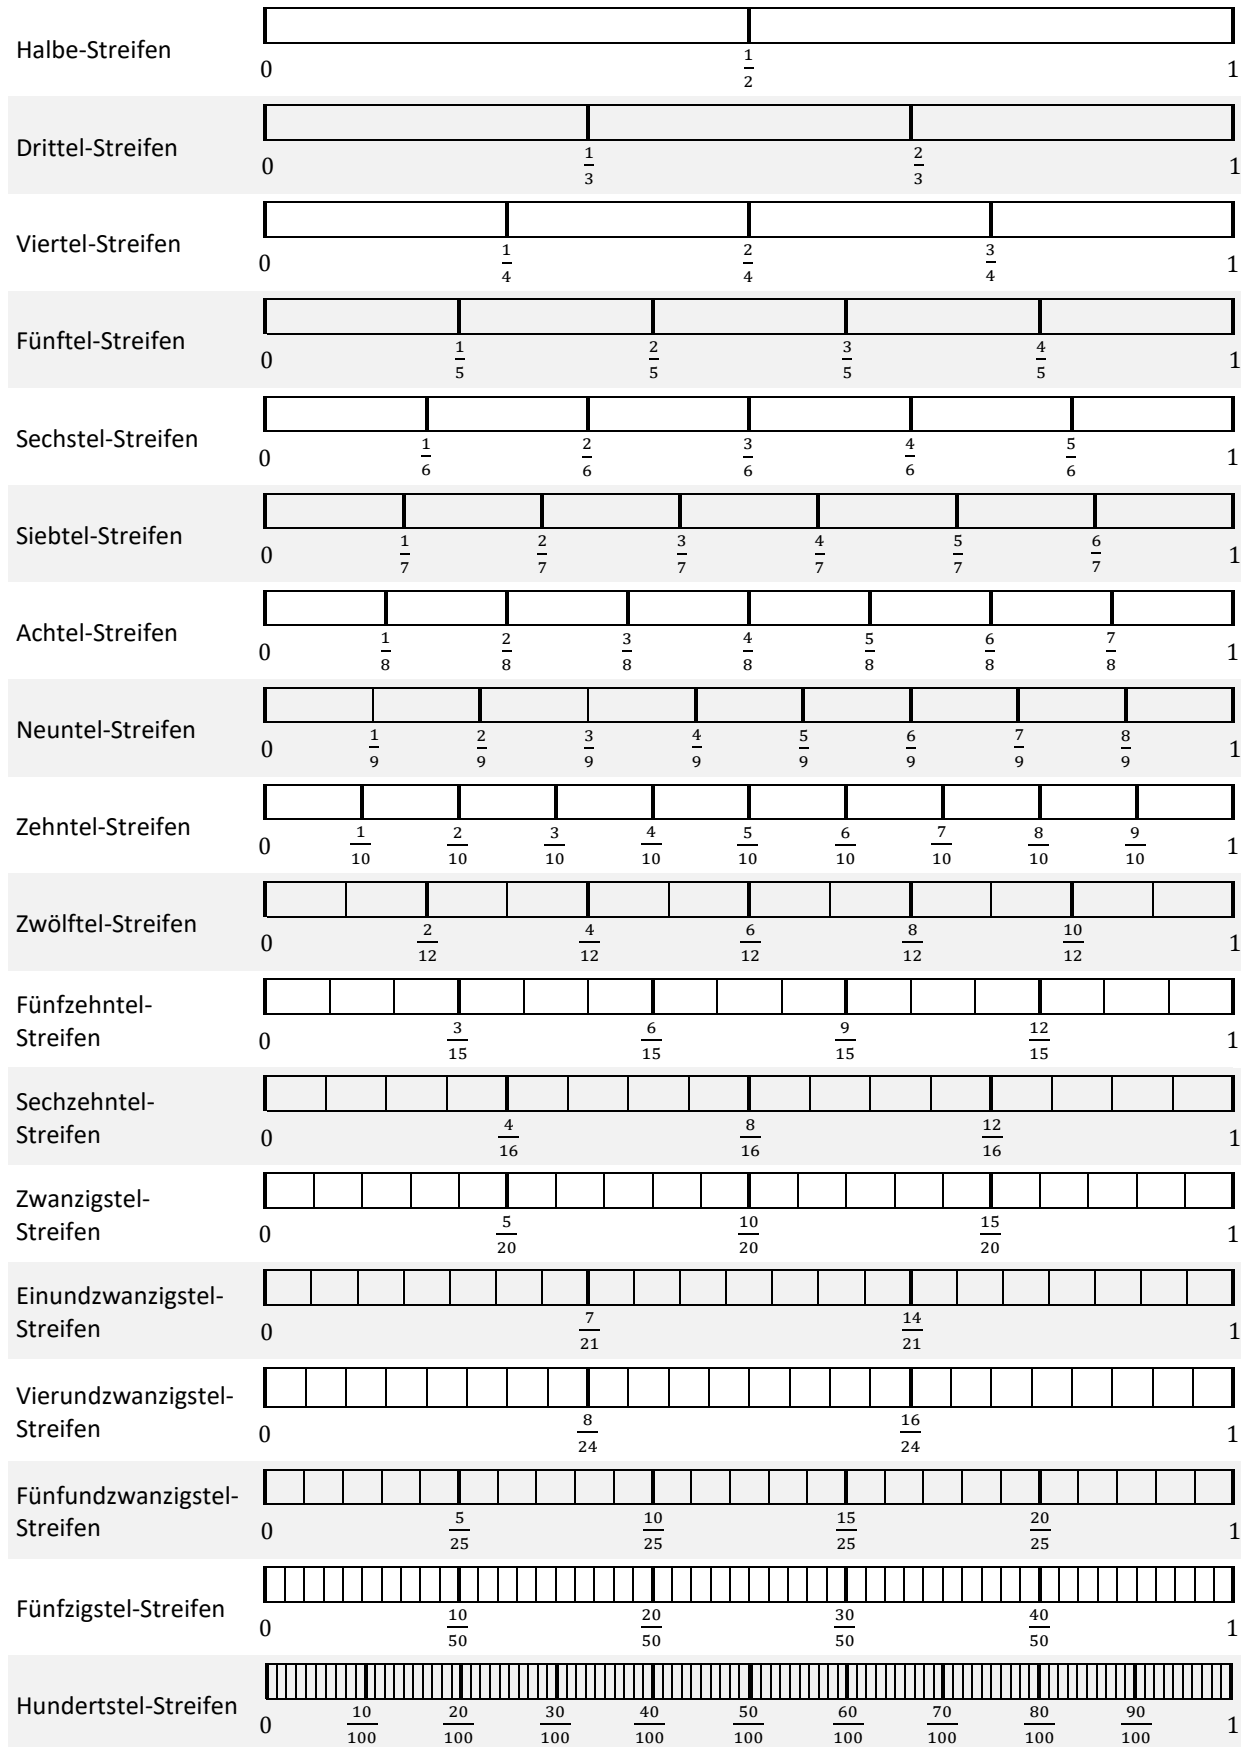 Halbe-Streifen
0 1/2 1
Drittel-Streifen
0 1/3 2/3 1
Viertel-Streifen
0 1/4 2/4 3/4 1
Fünftel-Streifen
0 1/5 2/5 3/5 4/5 1
Sechstel-Streifen
0 1/6 2/6 3/6 4/6 5/6 1
Siebtel-Streifen
0 1/7 2/7 3/7 4/7 5/7 6/7 1
Achtel-Streifen
0 1/8 2/8 3/8 4/8 5/8 6/8 7/8 1
Neuntel-Streifen
0 1/9 2/9 3/9 4/9 5/9 6/9 7/9 8/9 1
Zehntel-Streifen
0 1/10 2/10 3/10 4/10 5/10 6/10 7/10 8/10 9/10 1
Zwölftel-Streifen
0 2/12 4/12 6/12 8/12 10/12 1
Fünfzehntel-
Streifen
0 3/15 6/15 9/15 12/15 1
Sechzehntel-
Streifen
0 4/16 8/16 12/16 1
Zwanzigstel-
Streifen
0 5/20 10/20 15/20 1
Einundzwanzigstel-
Streifen
0 7/21 14/21 1
Vierundzwanzigstel-
Streifen
0 8/24 16/24 1
Fünfundzwanzigstel-
Streifen
0 5/25 10/25 15/25 20/25 1
Fünfzigstel-Streifen
0 10/50 20/50 30/50 40/50 1
Hundertstel-Streifen
0 10/100 20/100 30/100 40/100 50/100 60/100 70/100 80/100 90/100 1